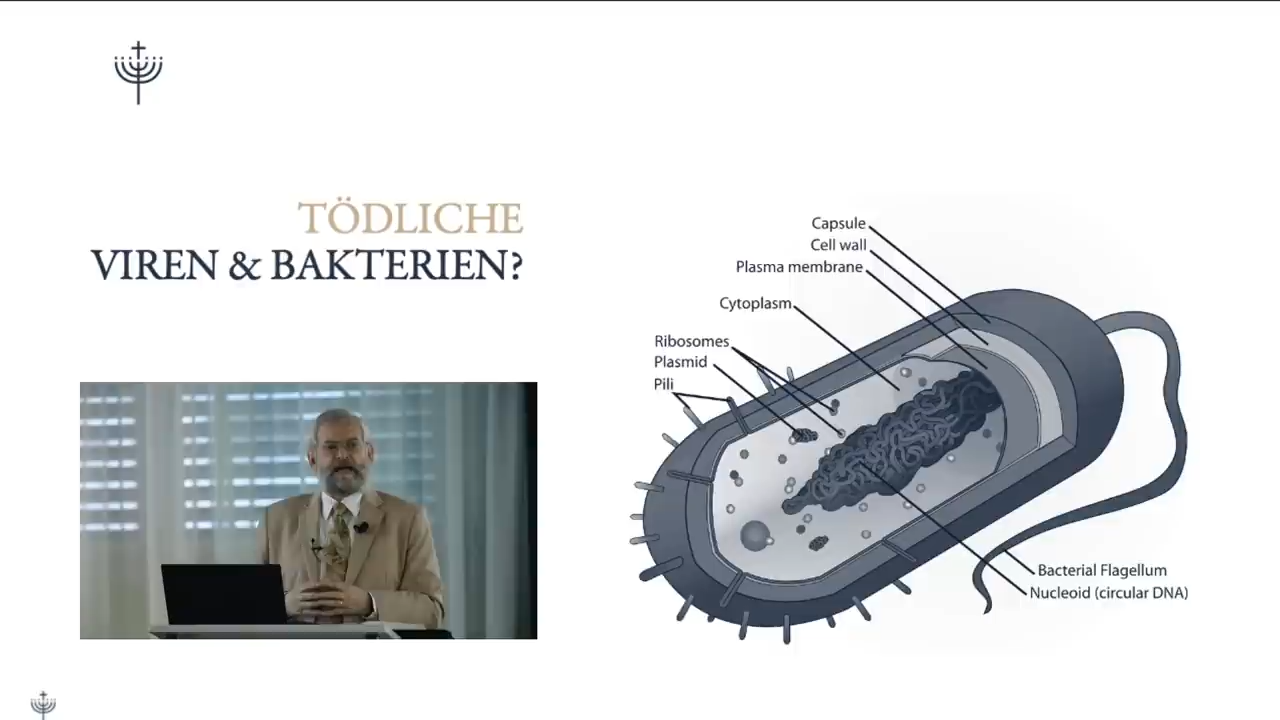 TÖDLICHE
VIREN & BAKTERIEN?
Capsule
Cell wall
Plasma membrane
Cytoplasm
Ribosomes
Plasmid
Pili
Bacterial Flagellum
Nucleoid (circular DNA)